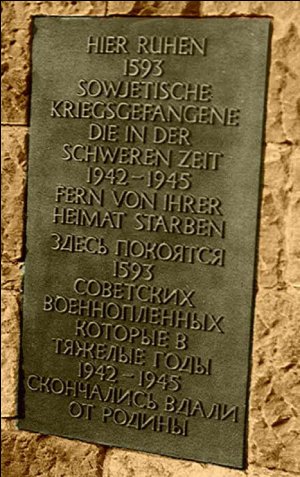 HIER RUHEN
1593
SOWJETISCHE
KRIEGSGEFANGENE
DIE IN DER
SCHWEREN ZEIT
1942-1945
FERN VON IHRER
HEIMAT STARBEN
ЗДЕСЬ ПОКОЯТСЯ
1593
СОВЕТСКИХ
ВОЕННОПЛЕННЫХ
КОТОРЫЕ В
ТЯЖЕЛЫЕ ГОДЫ
1942-1945
СКОНЧАЛИСЬ ВДАЛИ
ОТ РОДИНЫ